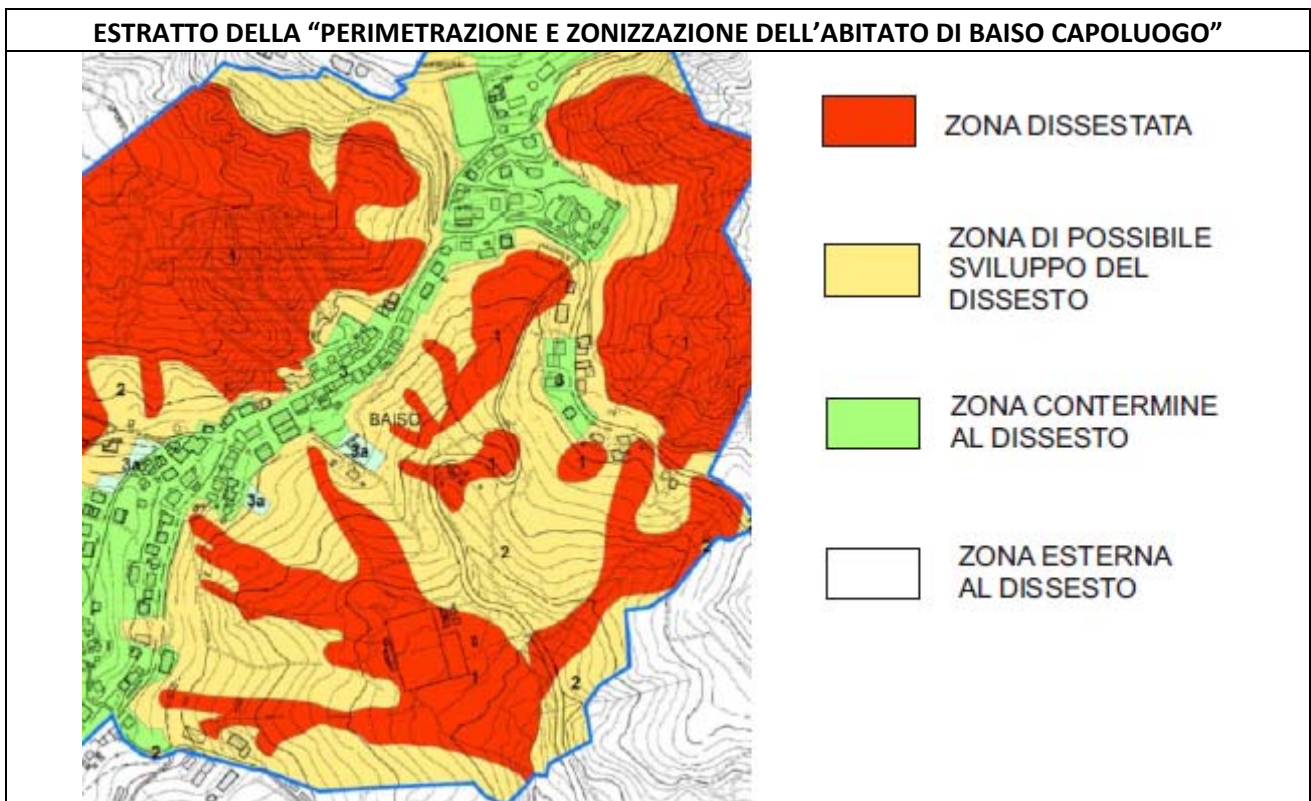 ESTRATTO DELLA “PERIMETRAZIONE E ZONIZZAZIONE DELL’ABITATO DI BAISO CAPOLUOGO”
ZONA DISSESTATA
ZONA DI POSSIBILE
SVILUPPO DEL
DISSESTO
ZONA CONTERMINE
AL DISSESTO
ZONA ESTERNA
AL DISSESTO
1
1
1
2
3
3
BAISO
3a
3a
3a
1
1
2
2
1
2
2